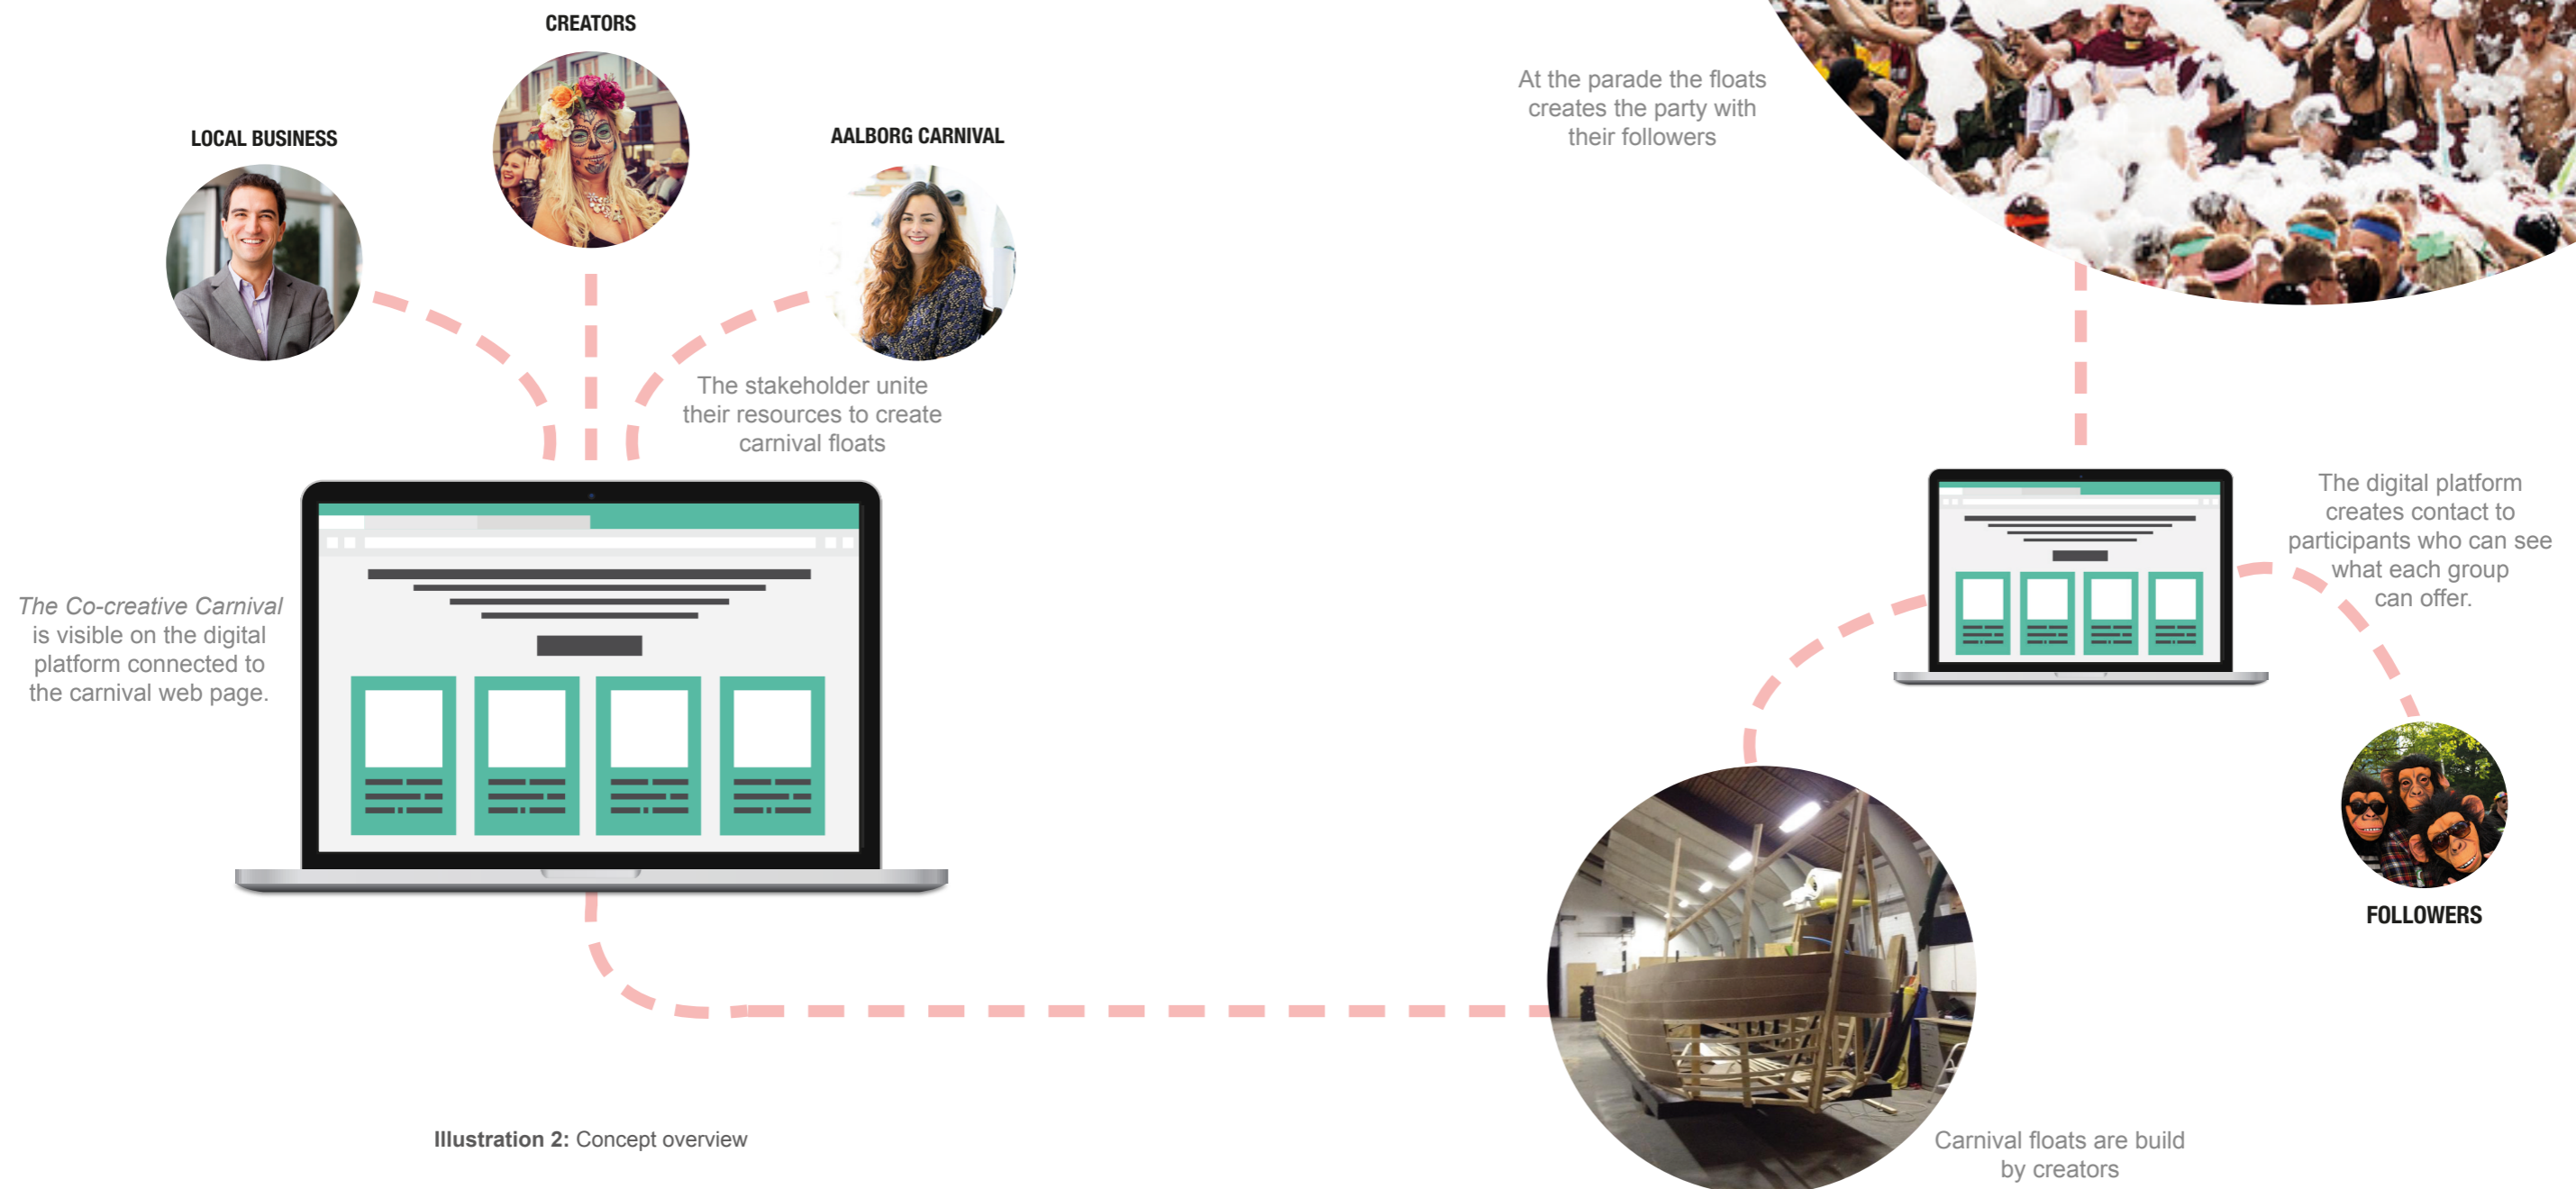 CREATORS
LOCAL BUSINESS
AALBORG CARNIVAL
The stakeholder unite
their resources to create
carnival floats
The Co-creative Carnival
is visible on the digital
platform connected to
the carnival web page.
Illustration 2: Concept overview
At the parade the floats
creates the party with
their followers
The digital platform
creates contact to
participants who can see
what each group
can offer.
FOLLOWERS
Carnival floats are build
by creators